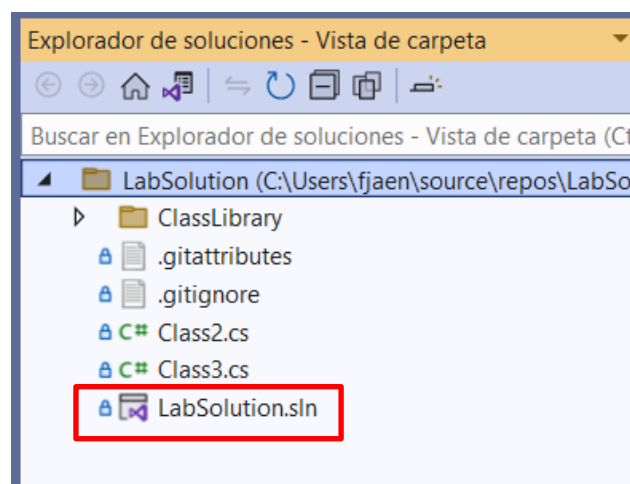 Explorador de soluciones - Vista de carpeta
Buscar en Explorador de soluciones - Vista de carpeta (Ct
LabSolution (C:\Users\fjaen\source\repos\LabSo
ClassLibrary
.gitattributes
.gitignore
C# Class2.cs
C# Class3.cs
LabSolution.sln